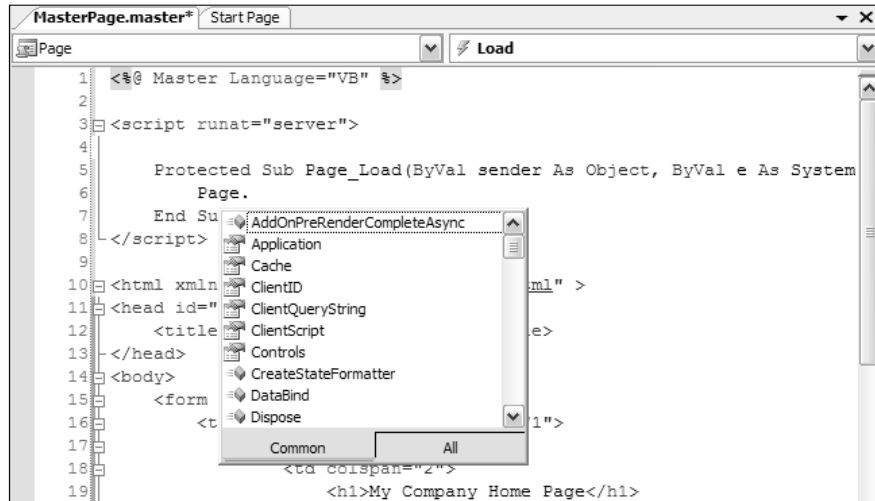 MasterPage.master* Start Page
Page Load
1 <%@ Master Language="VB" %>
2
3 <script runat="server">
4
5 Protected Sub Page_Load(ByVal sender As Object, ByVal e As System
6 Page.
7 End Su
8 </script>
9
10 <html xmln ml" >
11 <head id="
12 <title e>
13 </head>
14 <body>
15 <form
16 <t 1">
17
18 <td colspan="2">
19 <h1>My Company Home Page</h1>
AddOnPreRenderCompleteAsync
Application
Cache
ClientID
ClientQueryString
ClientScript
Controls
CreateStateFormatter
DataBind
Dispose
Common All